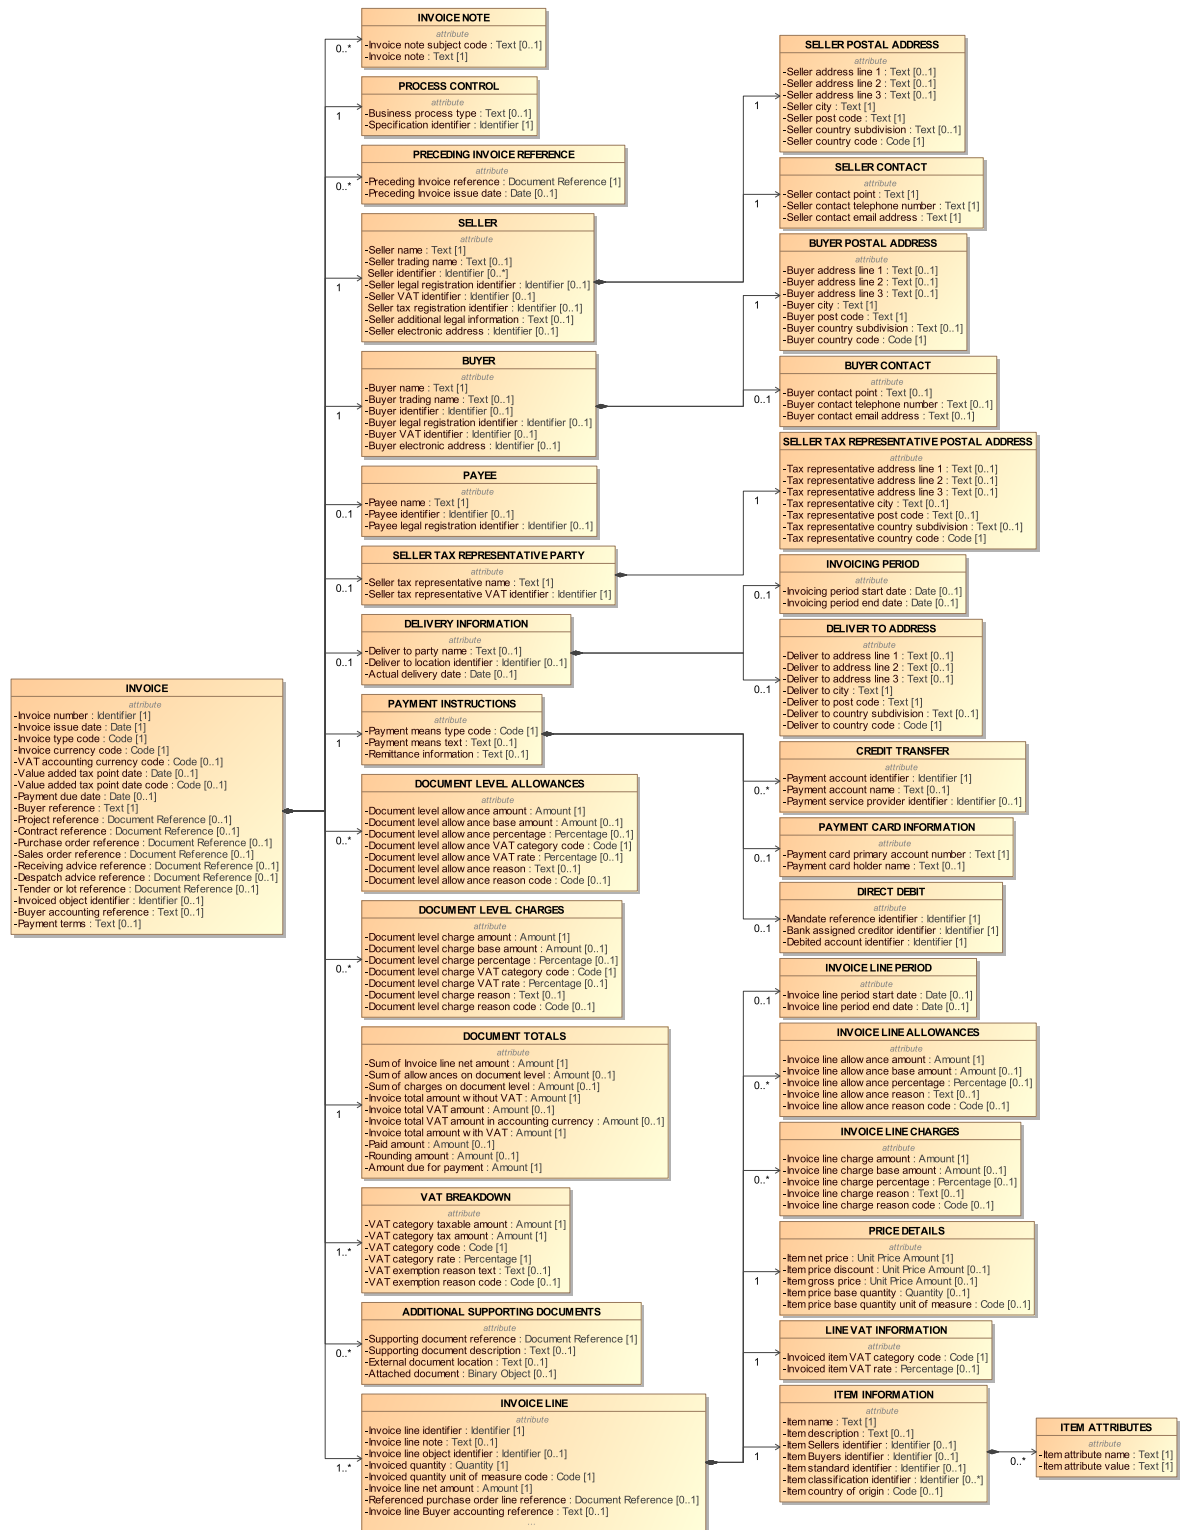 INVOICE
attribute
-Invoice number : Identifier [1]
-Invoice issue date : Date [1]
-Invoice type code : Code [1]
-Invoice currency code : Code [1]
-VAT accounting currency code : Code [0..1]
-Value added tax point date : Date [0..1]
-Value added tax point date code : Code [0..1]
-Payment due date : Date [0..1]
-Buyer reference : Text [1]
-Project reference : Document Reference [0..1]
-Contract reference : Document Reference [0..1]
-Purchase order reference : Document Reference [0..1]
-Sales order reference : Document Reference [0..1]
-Receiving advice reference : Document Reference [0..1]
-Despatch advice reference : Document Reference [0..1]
-Tender or lot reference : Document Reference [0..1]
-Invoiced object identifier : Identifier [0..1]
-Buyer accounting reference : Text [0..1]
-Payment terms : Text [0..1]
0..*
INVOICE NOTE
attribute
-Invoice note subject code : Text [0..1]
-Invoice note : Text [1]
1
PROCESS CONTROL
attribute
-Business process type : Text [0..1]
-Specification identifier : Identifier [1]
0..*
PRECEDING INVOICE REFERENCE
attribute
-Preceding Invoice reference : Document Reference [1]
-Preceding Invoice issue date : Date [0..1]
1
SELLER
attribute
-Seller name : Text [1]
-Seller trading name : Text [0..1]
Seller identifier : Identifier [0..*]
-Seller legal registration identifier : Identifier [0..1]
-Seller VAT identifier : Identifier [0..1]
Seller tax registration identifier : Identifier [0..1]
-Seller additional legal information : Text [0..1]
-Seller electronic address : Identifier [0..1]
1
BUYER
attribute
-Buyer name : Text [1]
-Buyer trading name : Text [0..1]
-Buyer identifier : Identifier [0..1]
-Buyer legal registration identifier : Identifier [0..1]
-Buyer VAT identifier : Identifier [0..1]
-Buyer electronic address : Identifier [0..1]
0..1
PAYEE
attribute
-Payee name : Text [1]
-Payee identifier : Identifier [0..1]
-Payee legal registration identifier : Identifier [0..1]
0..1
SELLER TAX REPRESENTATIVE PARTY
attribute
-Seller tax representative name : Text [1]
-Seller tax representative VAT identifier : Identifier [1]
0..1
DELIVERY INFORMATION
attribute
-Deliver to party name : Text [0..1]
-Deliver to location identifier : Identifier [0..1]
-Actual delivery date : Date [0..1]
1
PAYMENT INSTRUCTIONS
attribute
-Payment means type code : Code [1]
-Payment means text : Text [0..1]
-Remittance information : Text [0..1]
0..*
DOCUMENT LEVEL ALLOWANCES
attribute
-Document level allowance amount : Amount [1]
-Document level allowance base amount : Amount [0..1]
-Document level allowance percentage : Percentage [0..1]
-Document level allowance VAT category code : Code [1]
-Document level allowance VAT rate : Percentage [0..1]
-Document level allowance reason : Text [0..1]
-Document level allowance reason code : Code [0..1]
0..*
DOCUMENT LEVEL CHARGES
attribute
-Document level charge amount : Amount [1]
-Document level charge base amount : Amount [0..1]
-Document level charge percentage : Percentage [0..1]
-Document level charge VAT category code : Code [1]
-Document level charge VAT rate : Percentage [0..1]
-Document level charge reason : Text [0..1]
-Document level charge reason code : Code [0..1]
1
DOCUMENT TOTALS
attribute
-Sum of Invoice line net amount : Amount [1]
-Sum of allowances on document level : Amount [0..1]
-Sum of charges on document level : Amount [0..1]
-Invoice total amount without VAT : Amount [1]
-Invoice total VAT amount : Amount [0..1]
-Invoice total VAT amount in accounting currency : Amount [0..1]
-Invoice total amount with VAT : Amount [1]
-Paid amount : Amount [0..1]
-Rounding amount : Amount [0..1]
-Amount due for payment : Amount [1]
1..*
VAT BREAKDOWN
attribute
-VAT category taxable amount : Amount [1]
-VAT category tax amount : Amount [1]
-VAT category code : Code [1]
-VAT category rate : Percentage [1]
-VAT exemption reason text : Text [0..1]
-VAT exemption reason code : Code [0..1]
0..*
ADDITIONAL SUPPORTING DOCUMENTS
attribute
-Supporting document reference : Document Reference [1]
-Supporting document description : Text [0..1]
-External document location : Text [0..1]
-Attached document : Binary Object [0..1]
1..*
INVOICE LINE
attribute
-Invoice line identifier : Identifier [1]
-Invoice line note : Text [0..1]
-Invoice line object identifier : Identifier [0..1]
-Invoiced quantity : Quantity [1]
-Invoiced quantity unit of measure code : Code [1]
-Invoice line net amount : Amount [1]
-Referenced purchase order line reference : Document Reference [0..1]
-Invoice line Buyer accounting reference : Text [0..1]
...
1
SELLER POSTAL ADDRESS
attribute
-Seller address line 1 : Text [0..1]
-Seller address line 2 : Text [0..1]
-Seller address line 3 : Text [0..1]
-Seller city : Text [1]
-Seller post code : Text [1]
-Seller country subdivision : Text [0..1]
-Seller country code : Code [1]
1
SELLER CONTACT
attribute
-Seller contact point : Text [1]
-Seller contact telephone number : Text [1]
-Seller contact email address : Text [1]
1
BUYER POSTAL ADDRESS
attribute
-Buyer address line 1 : Text [0..1]
-Buyer address line 2 : Text [0..1]
-Buyer address line 3 : Text [0..1]
-Buyer city : Text [1]
-Buyer post code : Text [1]
-Buyer country subdivision : Text [0..1]
-Buyer country code : Code [1]
0..1
BUYER CONTACT
attribute
-Buyer contact point : Text [0..1]
-Buyer contact telephone number : Text [0..1]
-Buyer contact email address : Text [0..1]
1
SELLER TAX REPRESENTATIVE POSTAL ADDRESS
attribute
-Tax representative address line 1 : Text [0..1]
-Tax representative address line 2 : Text [0..1]
-Tax representative address line 3 : Text [0..1]
-Tax representative city : Text [0..1]
-Tax representative post code : Text [0..1]
-Tax representative country subdivision : Text [0..1]
-Tax representative country code : Code [1]
0..1
INVOICING PERIOD
attribute
-Invoicing period start date : Date [0..1]
-Invoicing period end date : Date [0..1]
0..1
DELIVER TO ADDRESS
attribute
-Deliver to address line 1 : Text [0..1]
-Deliver to address line 2 : Text [0..1]
-Deliver to address line 3 : Text [0..1]
-Deliver to city : Text [1]
-Deliver to post code : Text [1]
-Deliver to country subdivision : Text [0..1]
-Deliver to country code : Code [1]
0..*
CREDIT TRANSFER
attribute
-Payment account identifier : Identifier [1]
-Payment account name : Text [0..1]
-Payment service provider identifier : Identifier [0..1]
0..1
PAYMENT CARD INFORMATION
attribute
-Payment card primary account number : Text [1]
-Payment card holder name : Text [0..1]
0..1
DIRECT DEBIT
attribute
-Mandate reference identifier : Identifier [1]
-Bank assigned creditor identifier : Identifier [1]
-Debited account identifier : Identifier [1]
0..1
INVOICE LINE PERIOD
attribute
-Invoice line period start date : Date [0..1]
-Invoice line period end date : Date [0..1]
0..*
INVOICE LINE ALLOWANCES
attribute
-Invoice line allowance amount : Amount [1]
-Invoice line allowance base amount : Amount [0..1]
-Invoice line allowance percentage : Percentage [0..1]
-Invoice line allowance reason : Text [0..1]
-Invoice line allowance reason code : Code [0..1]
0..*
INVOICE LINE CHARGES
attribute
-Invoice line charge amount : Amount [1]
-Invoice line charge base amount : Amount [0..1]
-Invoice line charge percentage : Percentage [0..1]
-Invoice line charge reason : Text [0..1]
-Invoice line charge reason code : Code [0..1]
1
PRICE DETAILS
attribute
-Item net price : Unit Price Amount [1]
-Item price discount : Unit Price Amount [0..1]
-Item gross price : Unit Price Amount [0..1]
-Item price base quantity : Quantity [0..1]
-Item price base quantity unit of measure : Code [0..1]
1
LINE VAT INFORMATION
attribute
-Invoiced item VAT category code : Code [1]
-Invoiced item VAT rate : Percentage [0..1]
1
ITEM INFORMATION
attribute
-Item name : Text [1]
-Item description : Text [0..1]
-Item Sellers identifier : Identifier [0..1]
-Item Buyers identifier : Identifier [0..1]
-Item standard identifier : Identifier [0..1]
-Item classification identifier : Identifier [0..*]
-Item country of origin : Code [0..1]
0..*
ITEM ATTRIBUTES
attribute
-Item attribute name : Text [1]
-Item attribute value : Text [1]